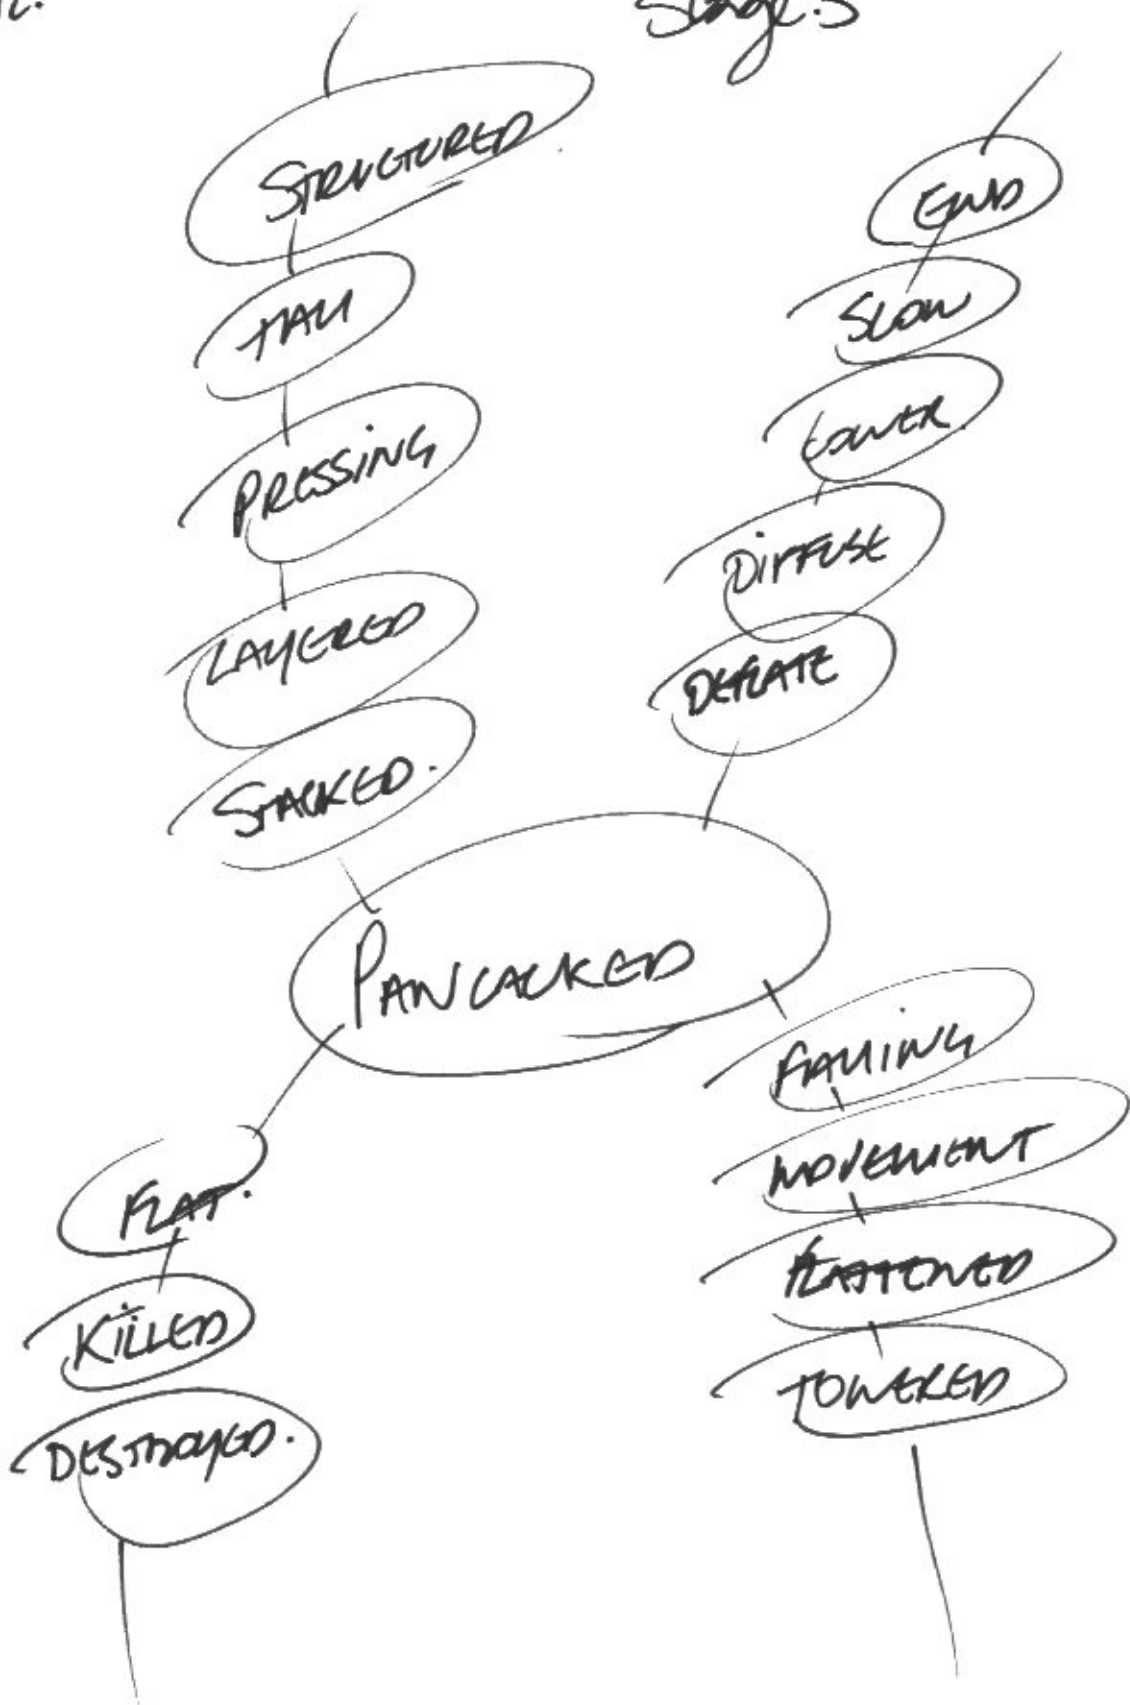 Stage.3
STRUCTURED
TALL
PRESSING
LAYERED
STACKED.
END
SLOW
LOWER
DIFFUSE
DEFLATE
PANCACKED
FLAT.
KILLED
DESTROYED.
FALLING
MOVEMENT
FLATTENED
TOWERED